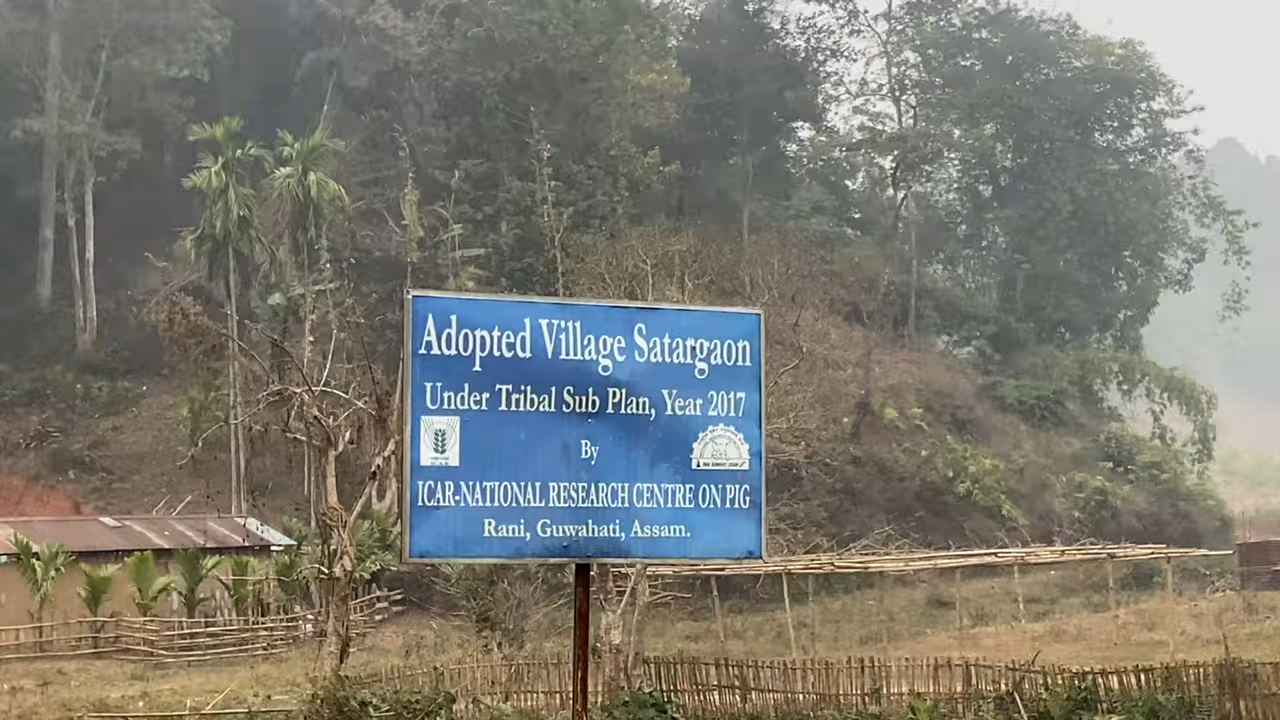 Adopted Village Satargaon
Under Tribal Sub Plan, Year 2017
By
ICAR
ICAR-NATIONAL RESEARCH CENTRE ON PIG
Rani, Guwahati, Assam.